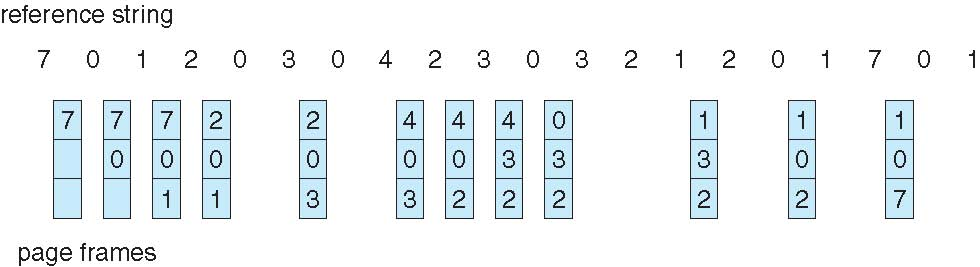 reference string
7 0 1 2 0 3 0 4 2 3 0 3 2 1 2 0 1 7 0 1
7 7 7 2 2 4 4 4 0 1 1 1
0 0 0 0 0 0 3 3 3 0 0
1 1 3 3 2 2 2 2 2 7
page frames